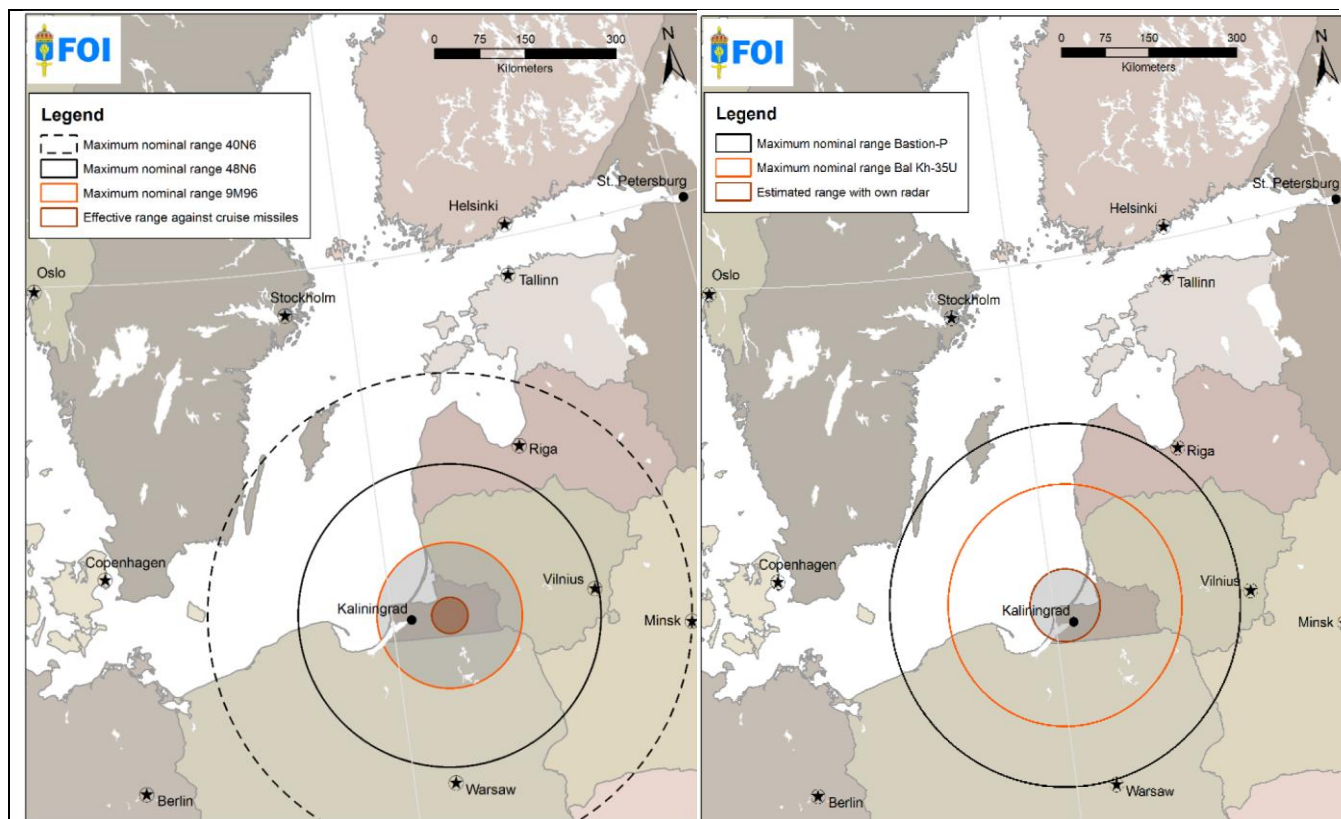 FOI
N
0 75 150 300
Kilometers
Legend
Maximum nominal range 40N6
Maximum nominal range 48N6
Maximum nominal range 9M96
Effective range against cruise missiles
St. Petersburg
Helsinki
Oslo
Tallinn
Stockholm
Riga
Copenhagen
Vilnius
Kaliningrad
Minsk
Warsaw
Berlin
FOI
N
0 75 150 300
Kilometers
Legend
Maximum nominal range Bastion-P
Maximum nominal range Bal Kh-35U
Estimated range with own radar
St. Petersburg
Helsinki
Oslo
Tallinn
Stockholm
Riga
Copenhagen
Vilnius
Kaliningrad
Minsk
Warsaw
Berlin